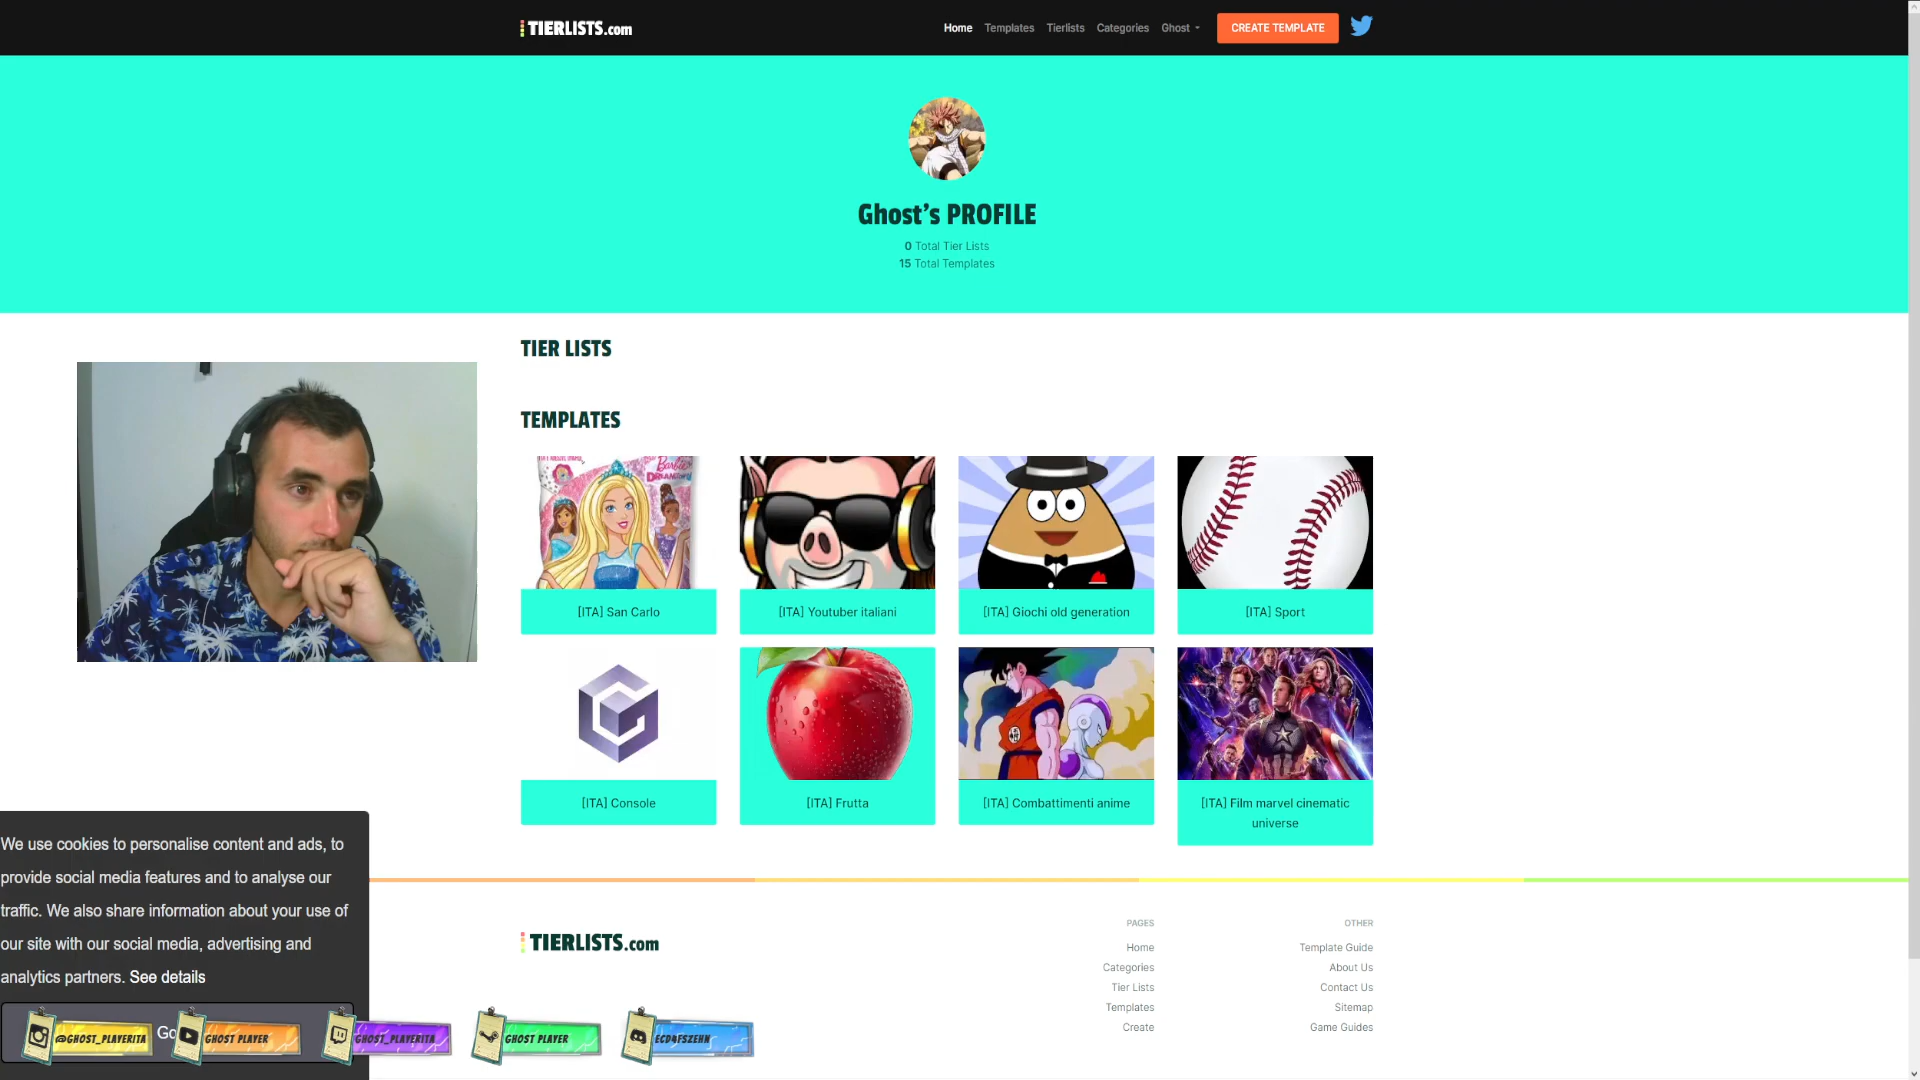 TIERLISTS.com
Home Templates Tierlists Categories Ghost CREATE TEMPLATE
Ghost's PROFILE
0 Total Tier Lists
15 Total Templates
TIER LISTS
TEMPLATES
Barbie
[ITA] San Carlo
[ITA] Youtuber italiani
[ITA] Giochi old generation
[ITA] Sport
[ITA] Console
[ITA] Frutta
[ITA] Combattimenti anime
[ITA] Film marvel cinematic
universe
We use cookies to personalise content and ads, to
provide social media features and to analyse our
traffic. We also share information about your use of
our site with our social media, advertising and
analytics partners. See details
TIERLISTS.com
PAGES
Home
Categories
Tier Lists
Templates
Create
OTHER
Template Guide
About Us
Contact Us
Sitemap
Game Guides
@GHOST_PLAYERITA
GHOST PLAYER
GHOST_PLAYERITA
GHOST PLAYER
ECD4FSZEHN